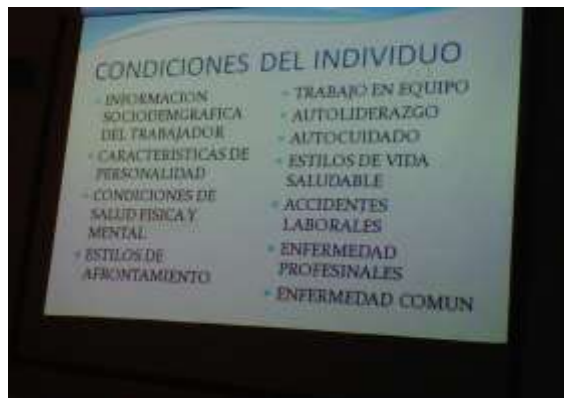 CONDICIONES DEL INDIVIDUO
INFORMACION
SOCIODEMGRAFICA
DEL TRABAJADOR
CARACTERISTICAS DE
PERSONALIDAD
CONDICIONES DE
SALUD FISICA Y
MENTAL
ESTILOS DE
AFRONTAMIENTO
TRABAJO EN EQUIPO
AUTOLIDERAZGO
AUTOCUIDADO
ESTILOS DE VIDA
SALUDABLE
ACCIDENTES
LABORALES
ENFERMEDAD
PROFESINALES
ENFERMEDAD COMUN